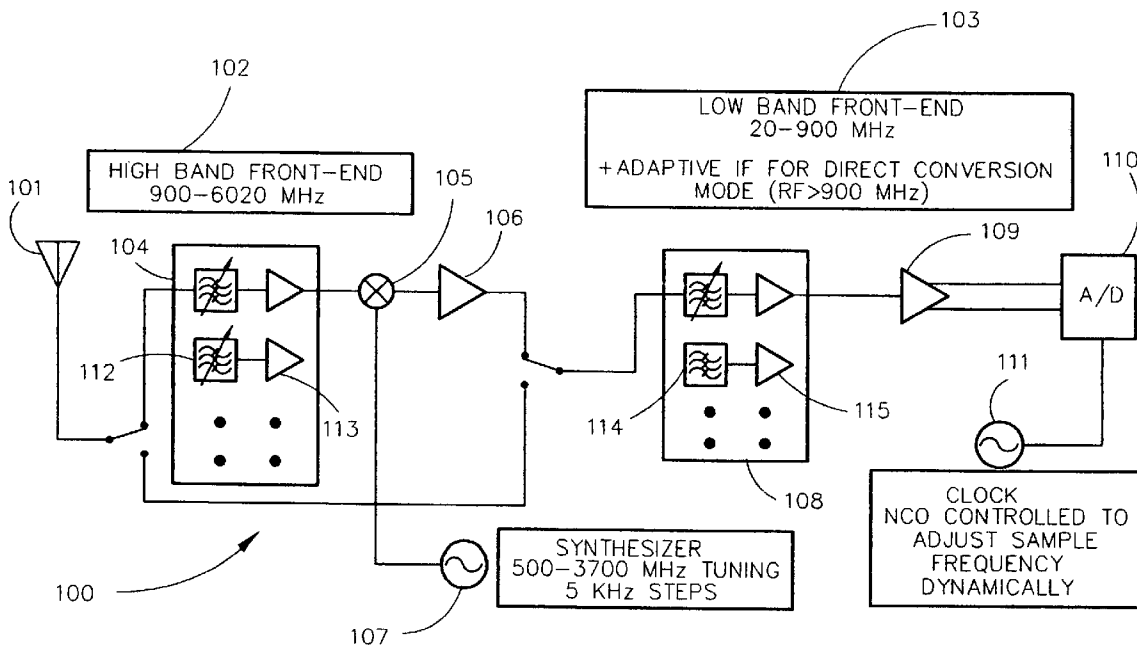 103
102
LOW BAND FRONT-END
20-900 MHz
+ADAPTIVE IF FOR DIRECT CONVERSION
MODE (RF>900 MHz)
110
HIGH BAND FRONT-END
900-6020 MHz
101
105
106
109
104
A/D
112
113
114
115
111
108
100
107
SYNTHESIZER
500-3700 MHz TUNING
5 KHz STEPS
CLOCK
NCO CONTROLLED TO
ADJUST SAMPLE
FREQUENCY
DYNAMICALLY